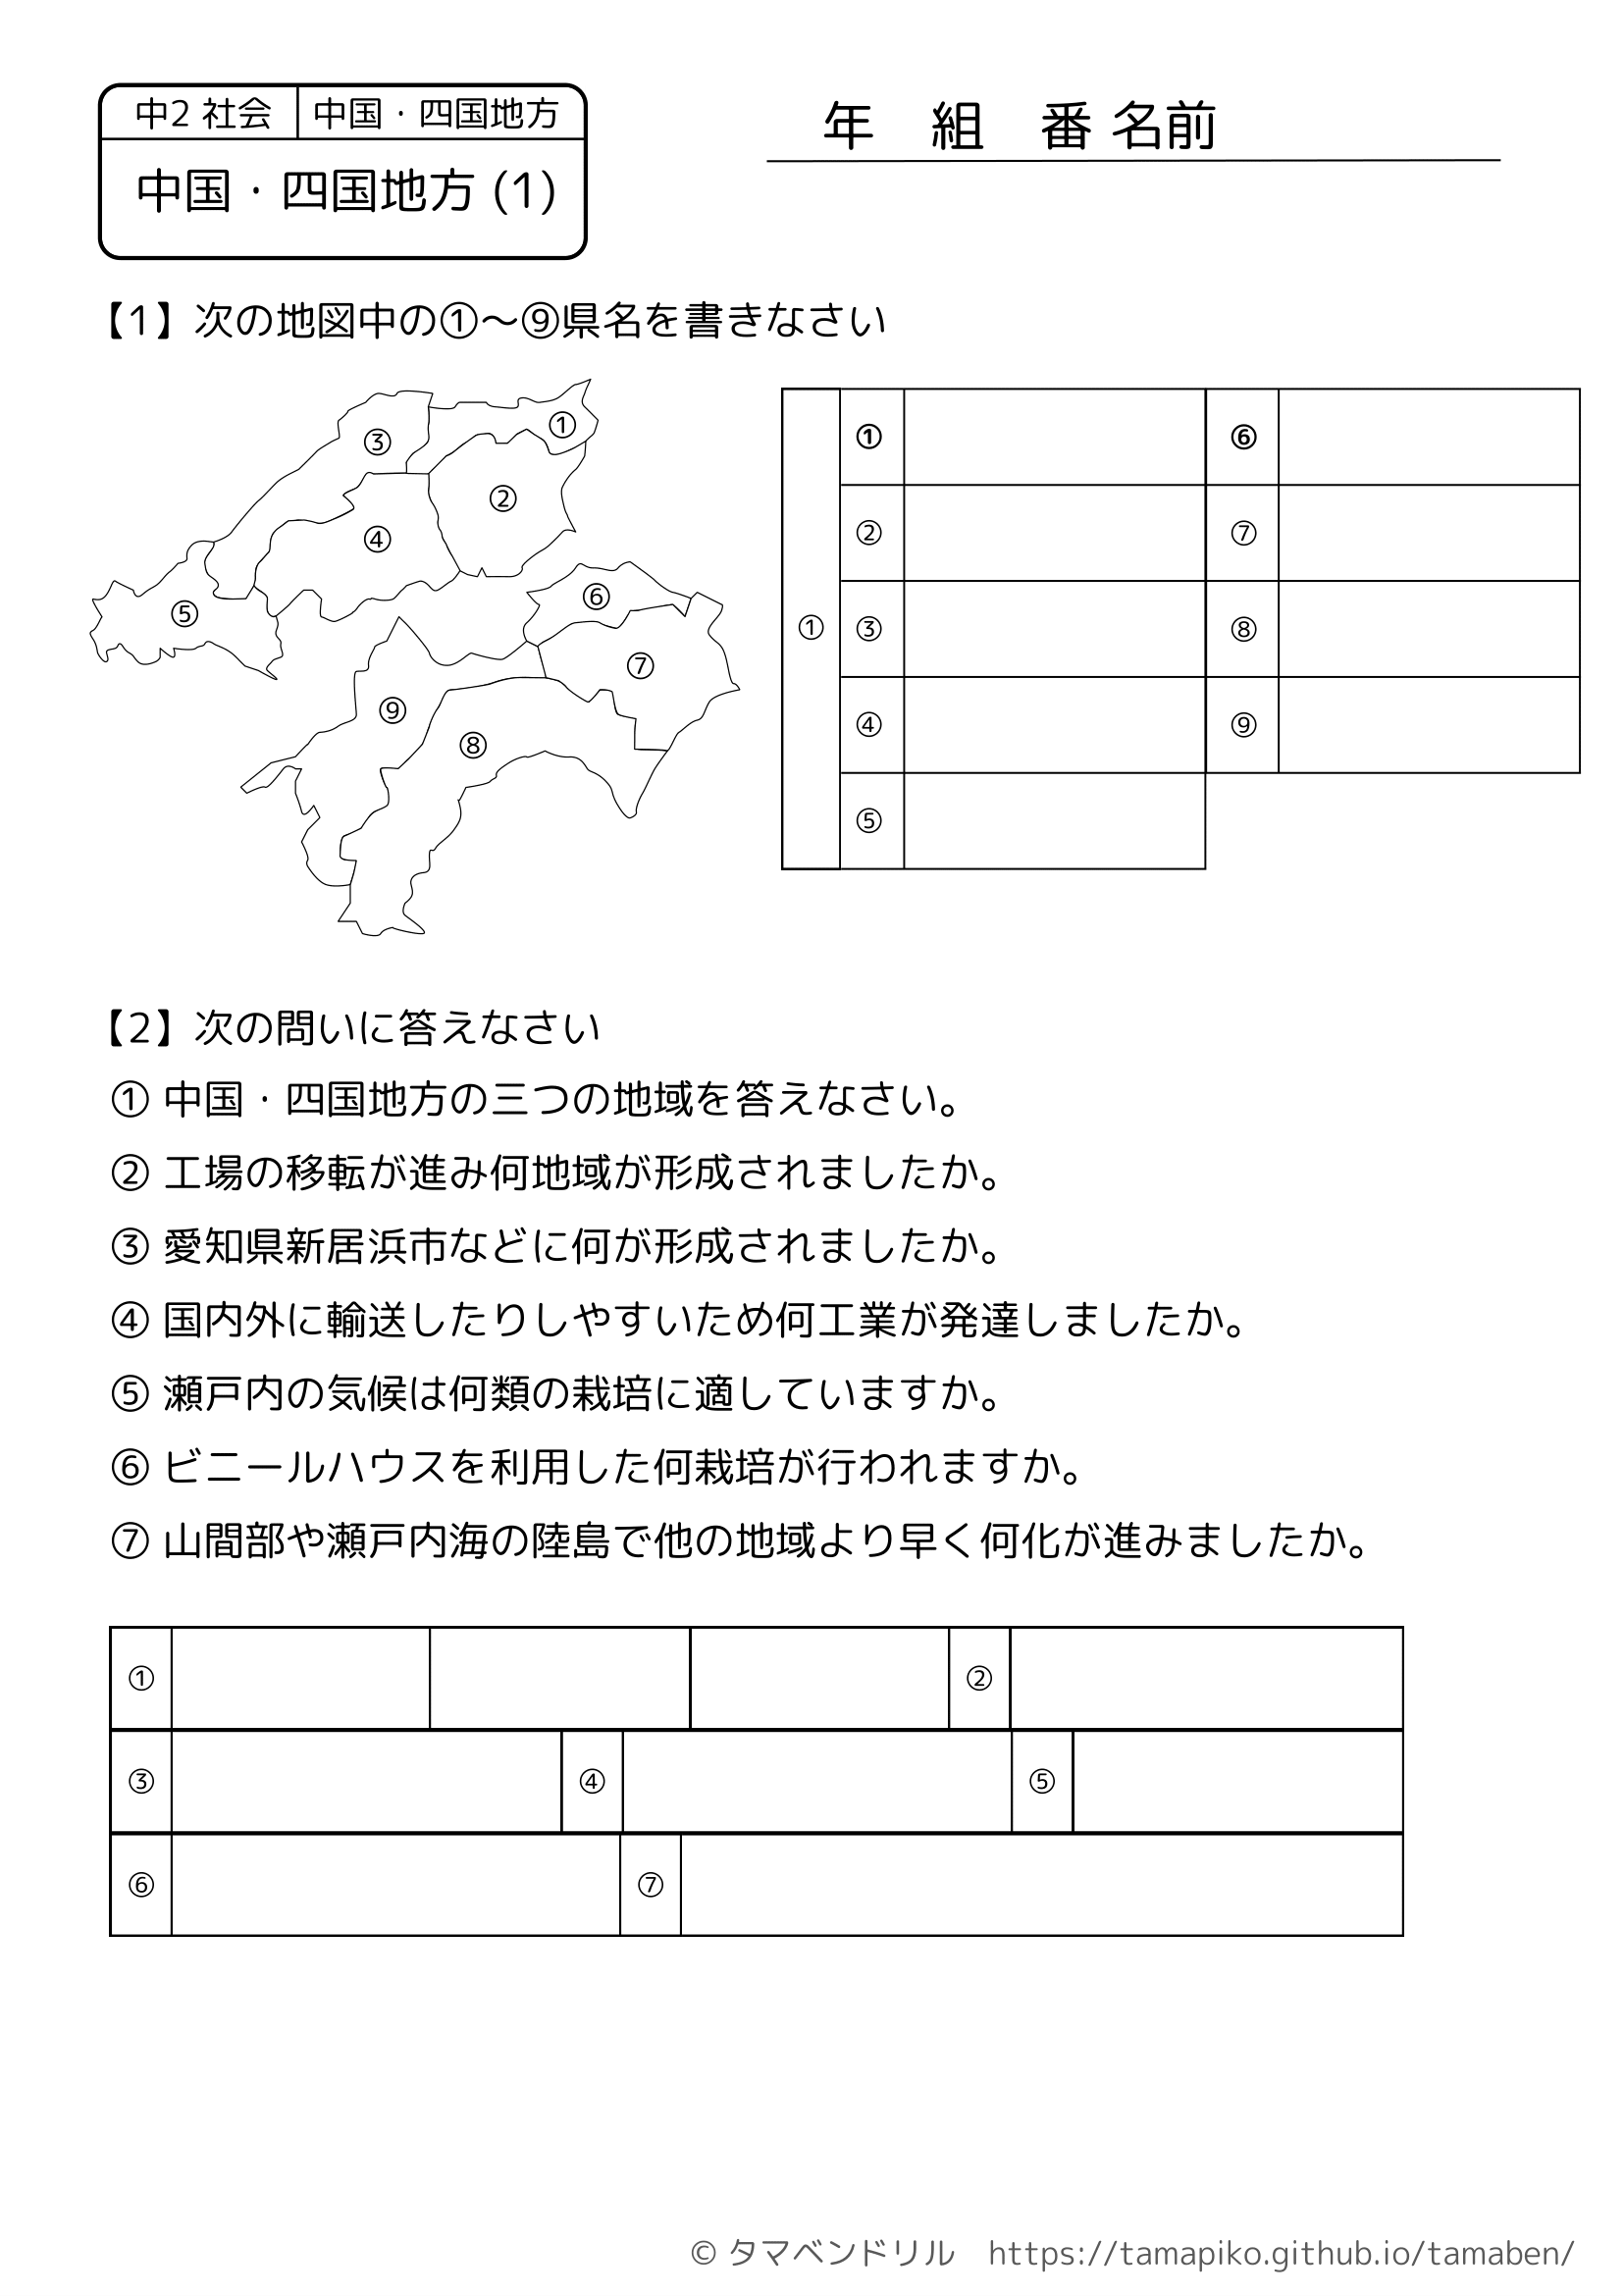 中2 社会 中国・四国地方
中国・四国地方 (1)
年 組 番 名前
【1】次の地図中の①～⑨県名を書きなさい
①
②
③
④
⑤
⑥
⑦
⑧
⑨
①
① ⑥
② ⑦
③ ⑧
④ ⑨
⑤
【2】次の問いに答えなさい
① 中国・四国地方の三つの地域を答えなさい。
② 工場の移転が進み何地域が形成されましたか。
③ 愛知県新居浜市などに何が形成されましたか。
④ 国内外に輸送したりしやすいため何工業が発達しましたか。
⑤ 瀬戸内の気候は何類の栽培に適していますか。
⑥ ビニールハウスを利用した何栽培が行われますか。
⑦ 山間部や瀬戸内海の陸島で他の地域より早く何化が進みましたか。
① ②
③ ④ ⑤
⑥ ⑦
© タマベンドリル https://tamapiko.github.io/tamaben/